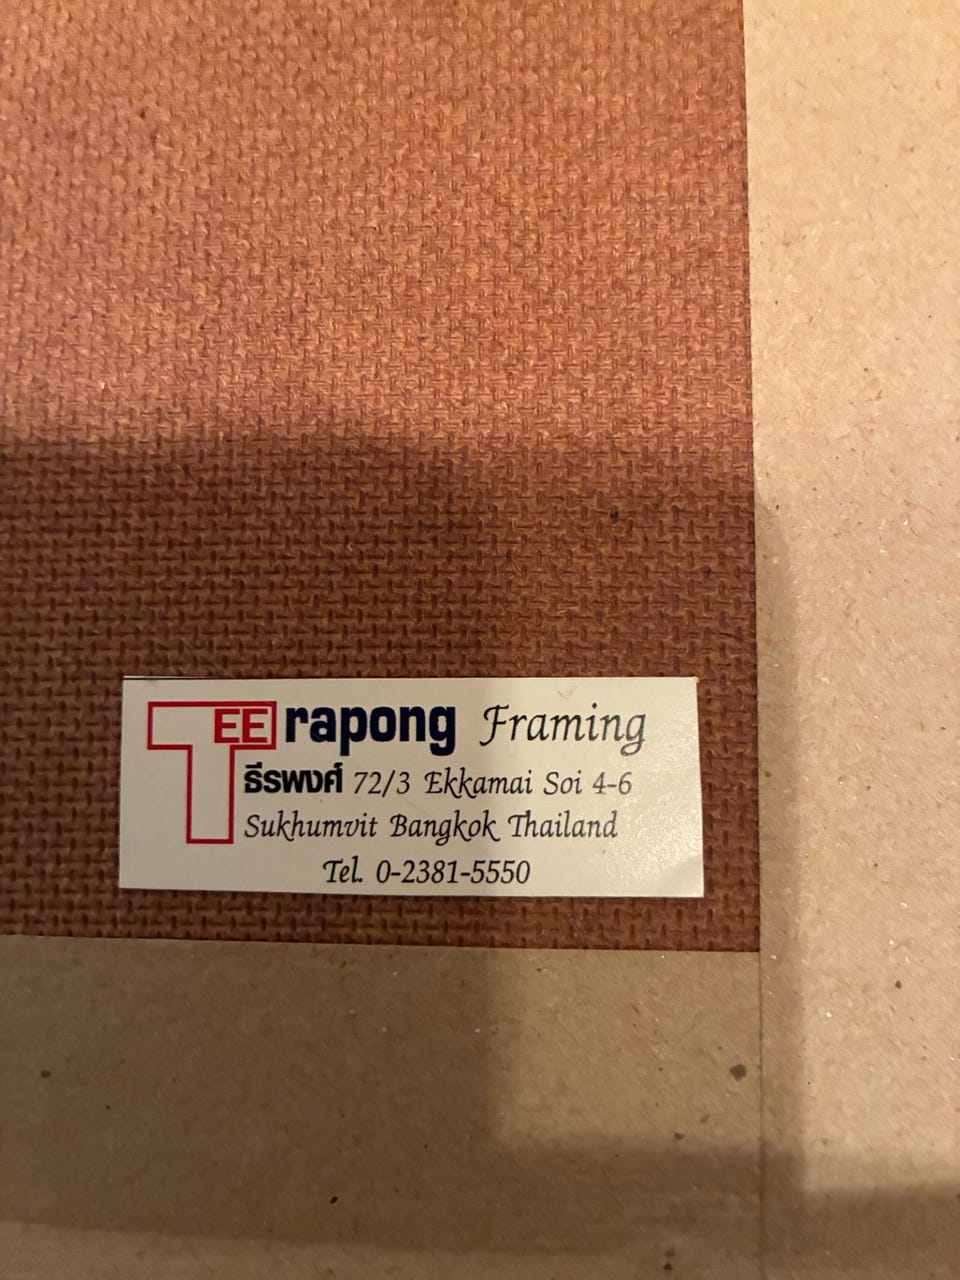 TEErapong Framing
ธีรพงศ์ 72/3 Ekkamai Soi 4-6
Sukhumvit Bangkok Thailand
Tel. 0-2381-5550